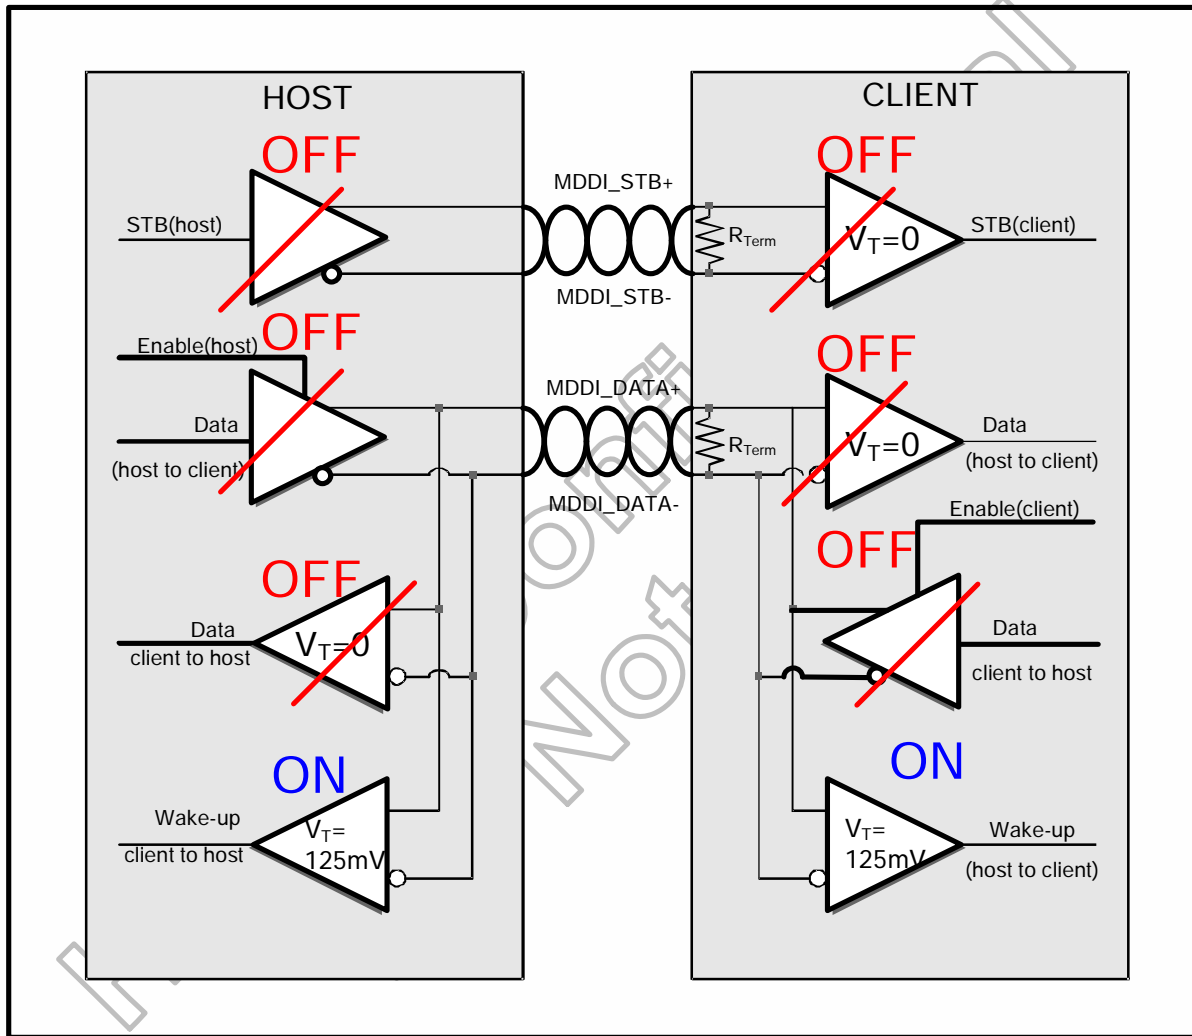 HOST
CLIENT
OFF
OFF
MDDI_STB+
STB(host)
RTerm
VT=0
STB(client)
MDDI_STB-
OFF
OFF
Enable(host)
MDDI_DATA+
Data
(host to client)
RTerm
VT=0
Data
(host to client)
MDDI_DATA-
Enable(client)
OFF
OFF
Data
client to host
VT=0
Data
client to host
ON
ON
Wake-up
client to host
VT=
125mV
VT=
125mV
Wake-up
(host to client)
Not